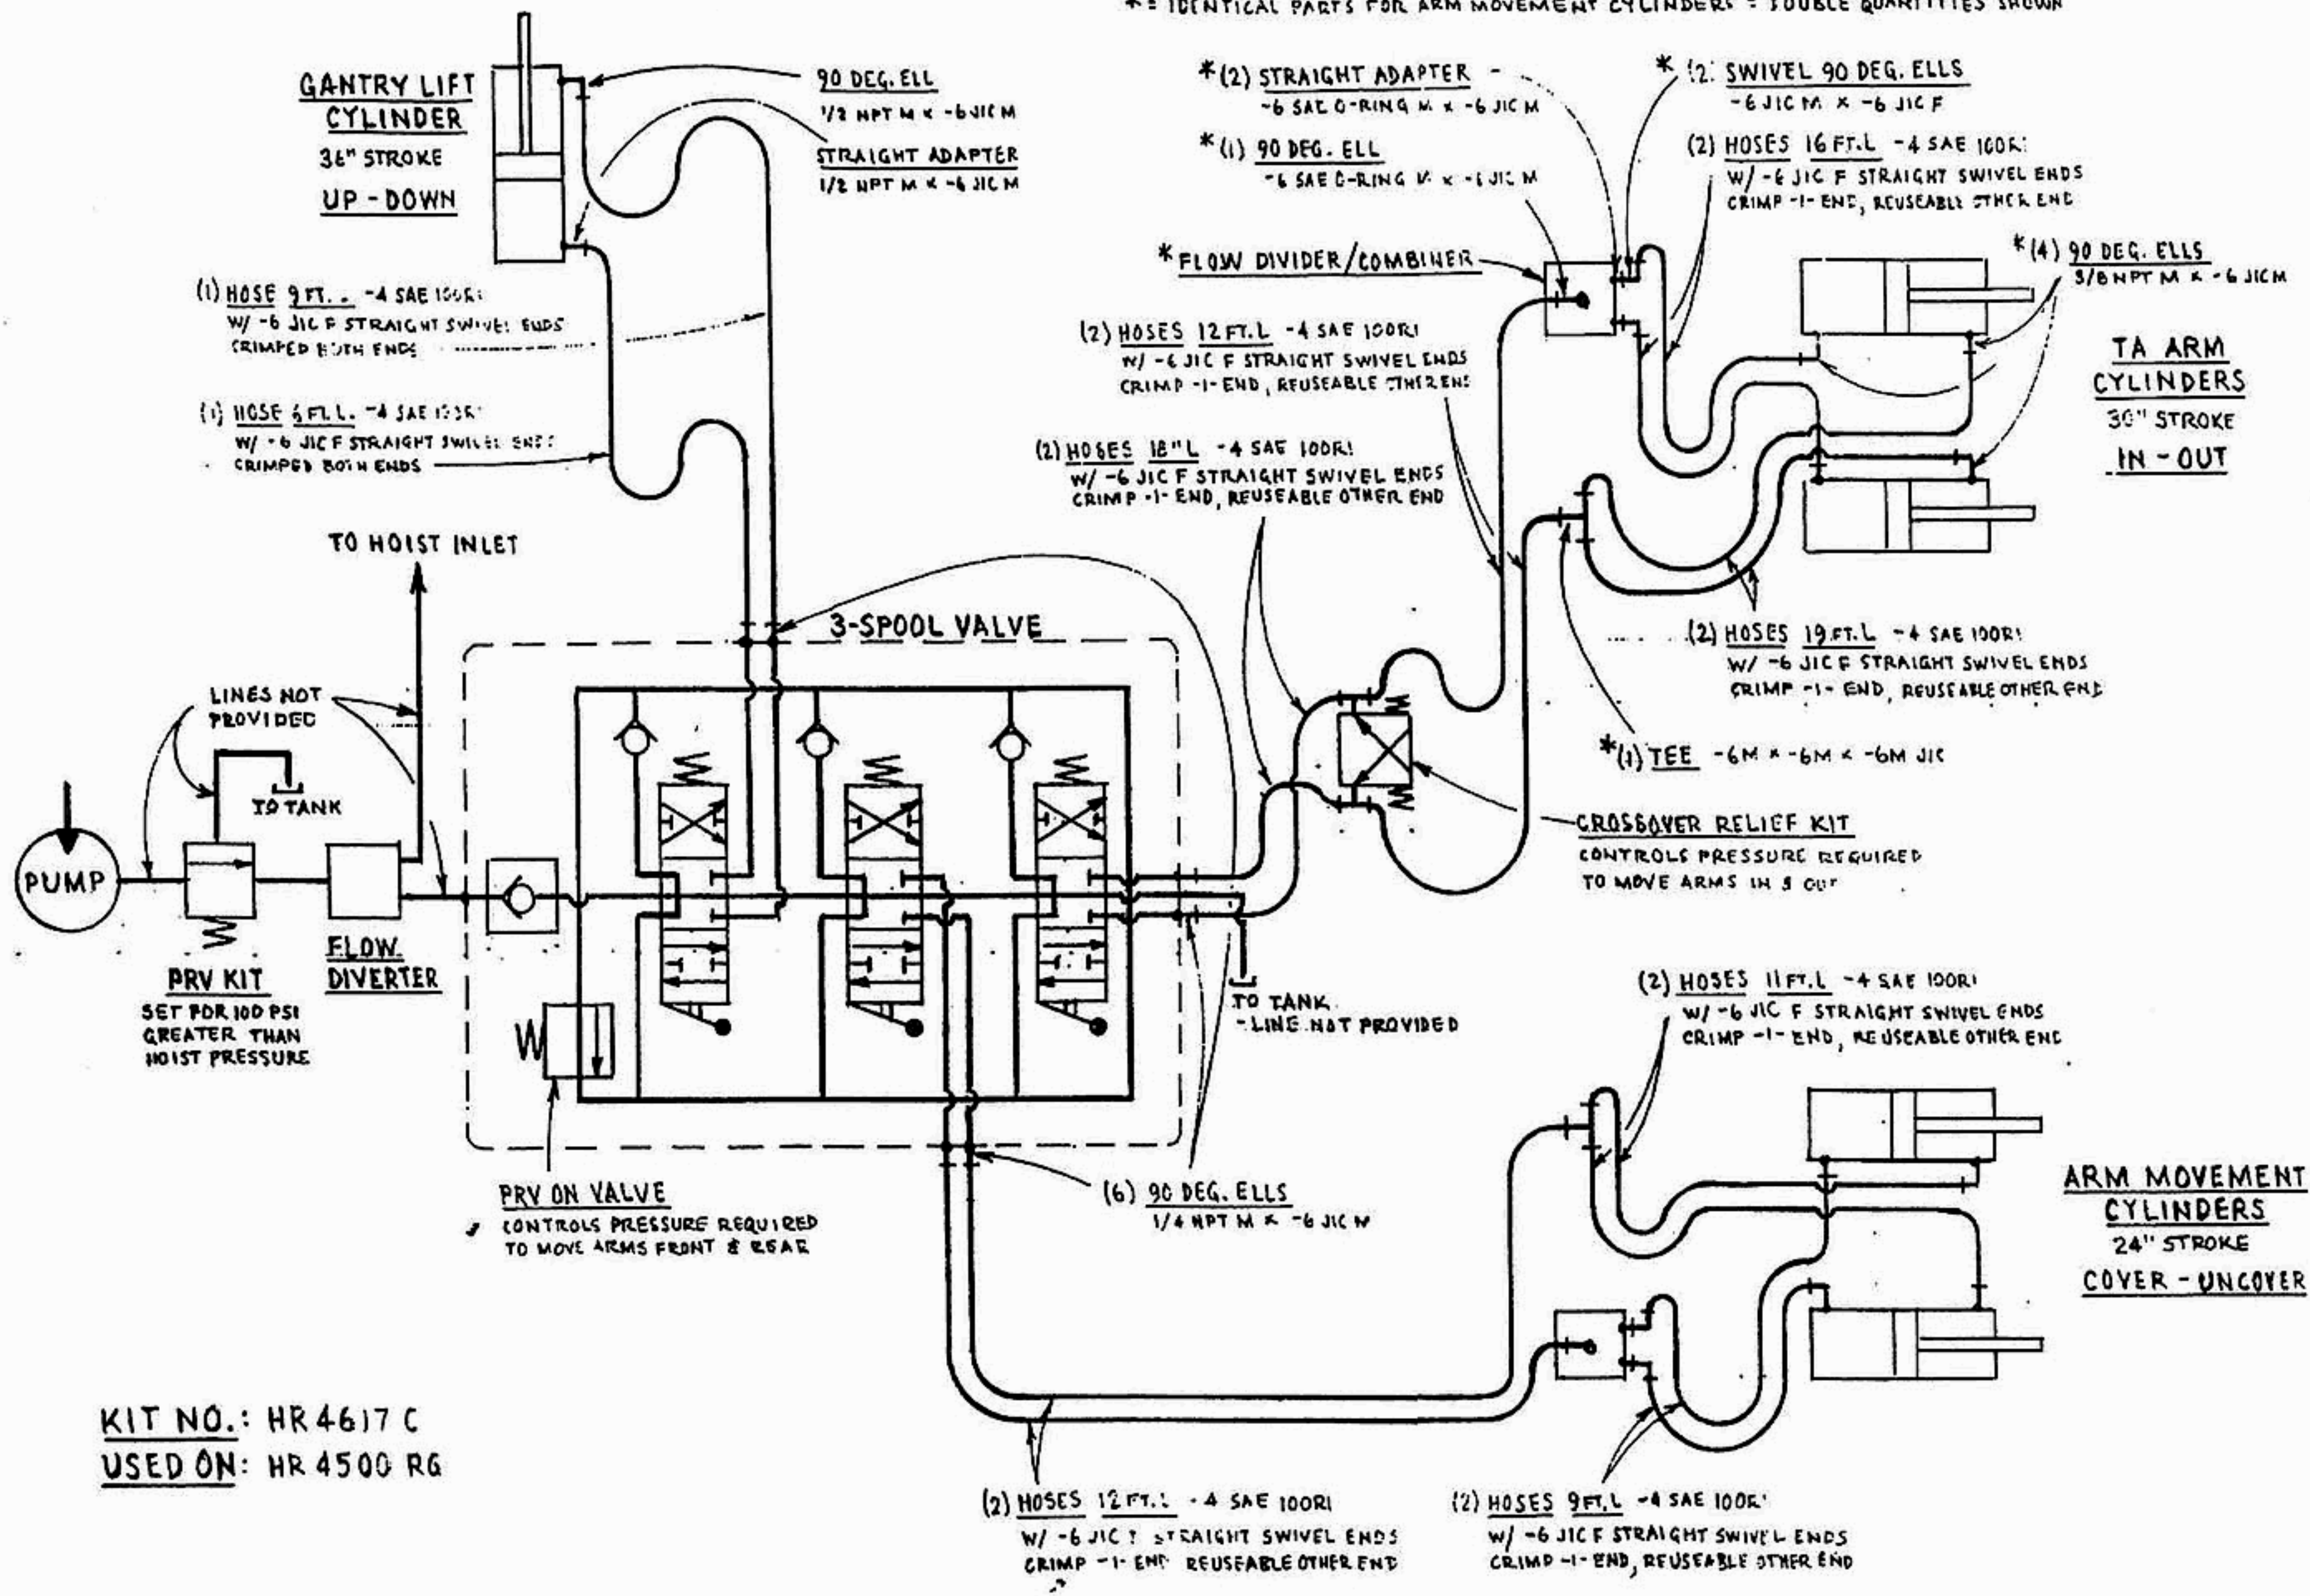 * = IDENTICAL PARTS FOR ARM MOVEMENT CYLINDERS = DOUBLE QUANTITIES SHOWN
GANTRY LIFT
CYLINDER
36" STROKE
UP - DOWN
90 DEG. ELL
1/2 NPT M x -6 JIC M
STRAIGHT ADAPTER
1/2 NPT M x -6 JIC M
(1) HOSE 9 FT. -4 SAE 100R1
W/ -6 JIC F STRAIGHT SWIVEL ENDS
CRIMPED BOTH ENDS
(1) HOSE 6 FT. L. -4 SAE 100R1
W/ -6 JIC F STRAIGHT SWIVEL ENDS
CRIMPED BOTH ENDS
*(2) STRAIGHT ADAPTER
-6 SAE O-RING M x -6 JIC M
*(1) 90 DEG. ELL
-6 SAE O-RING M x -6 JIC M
* FLOW DIVIDER/COMBINER
* (2) SWIVEL 90 DEG. ELLS
-6 JIC M x -6 JIC F
(2) HOSES 16 FT.L -4 SAE 100R1
W/ -6 JIC F STRAIGHT SWIVEL ENDS
CRIMP -1- END, REUSEABLE OTHER END
*(4) 90 DEG. ELLS
3/8 NPT M x -6 JIC M
(2) HOSES 12 FT.L -4 SAE 100R1
W/ -6 JIC F STRAIGHT SWIVEL ENDS
CRIMP -1- END, REUSEABLE OTHER END
TA ARM
CYLINDERS
30" STROKE
IN - OUT
(2) HOSES 18" L -4 SAE 100R1
W/ -6 JIC F STRAIGHT SWIVEL ENDS
CRIMP -1- END, REUSEABLE OTHER END
TO HOIST INLET
3-SPOOL VALVE
(2) HOSES 19 FT.L -4 SAE 100R1
W/ -6 JIC F STRAIGHT SWIVEL ENDS
CRIMP -1- END, REUSEABLE OTHER END
LINES NOT
PROVIDED
TO TANK
*(1) TEE -6M x -6M x -6M JIC
CROSSOVER RELIEF KIT
CONTROLS PRESSURE REQUIRED
TO MOVE ARMS IN & OUT
PUMP
PRV KIT
SET FOR 100 PSI
GREATER THAN
HOIST PRESSURE
FLOW
DIVERTER
TO TANK
- LINE NOT PROVIDED
(2) HOSES 11 FT.L -4 SAE 100R1
W/ -6 JIC F STRAIGHT SWIVEL ENDS
CRIMP -1- END, REUSEABLE OTHER END
PRV ON VALVE
CONTROLS PRESSURE REQUIRED
TO MOVE ARMS FRONT & REAR
(6) 90 DEG. ELLS
1/4 NPT M x -6 JIC M
ARM MOVEMENT
CYLINDERS
24" STROKE
COVER - UNCOVER
KIT NO.: HR 4617 C
USED ON: HR 4500 RG
(2) HOSES 12 FT.L -4 SAE 100R1
W/ -6 JIC F STRAIGHT SWIVEL ENDS
CRIMP -1- END REUSEABLE OTHER END
(2) HOSES 9 FT.L -4 SAE 100R1
W/ -6 JIC F STRAIGHT SWIVEL ENDS
CRIMP -1- END, REUSEABLE OTHER END